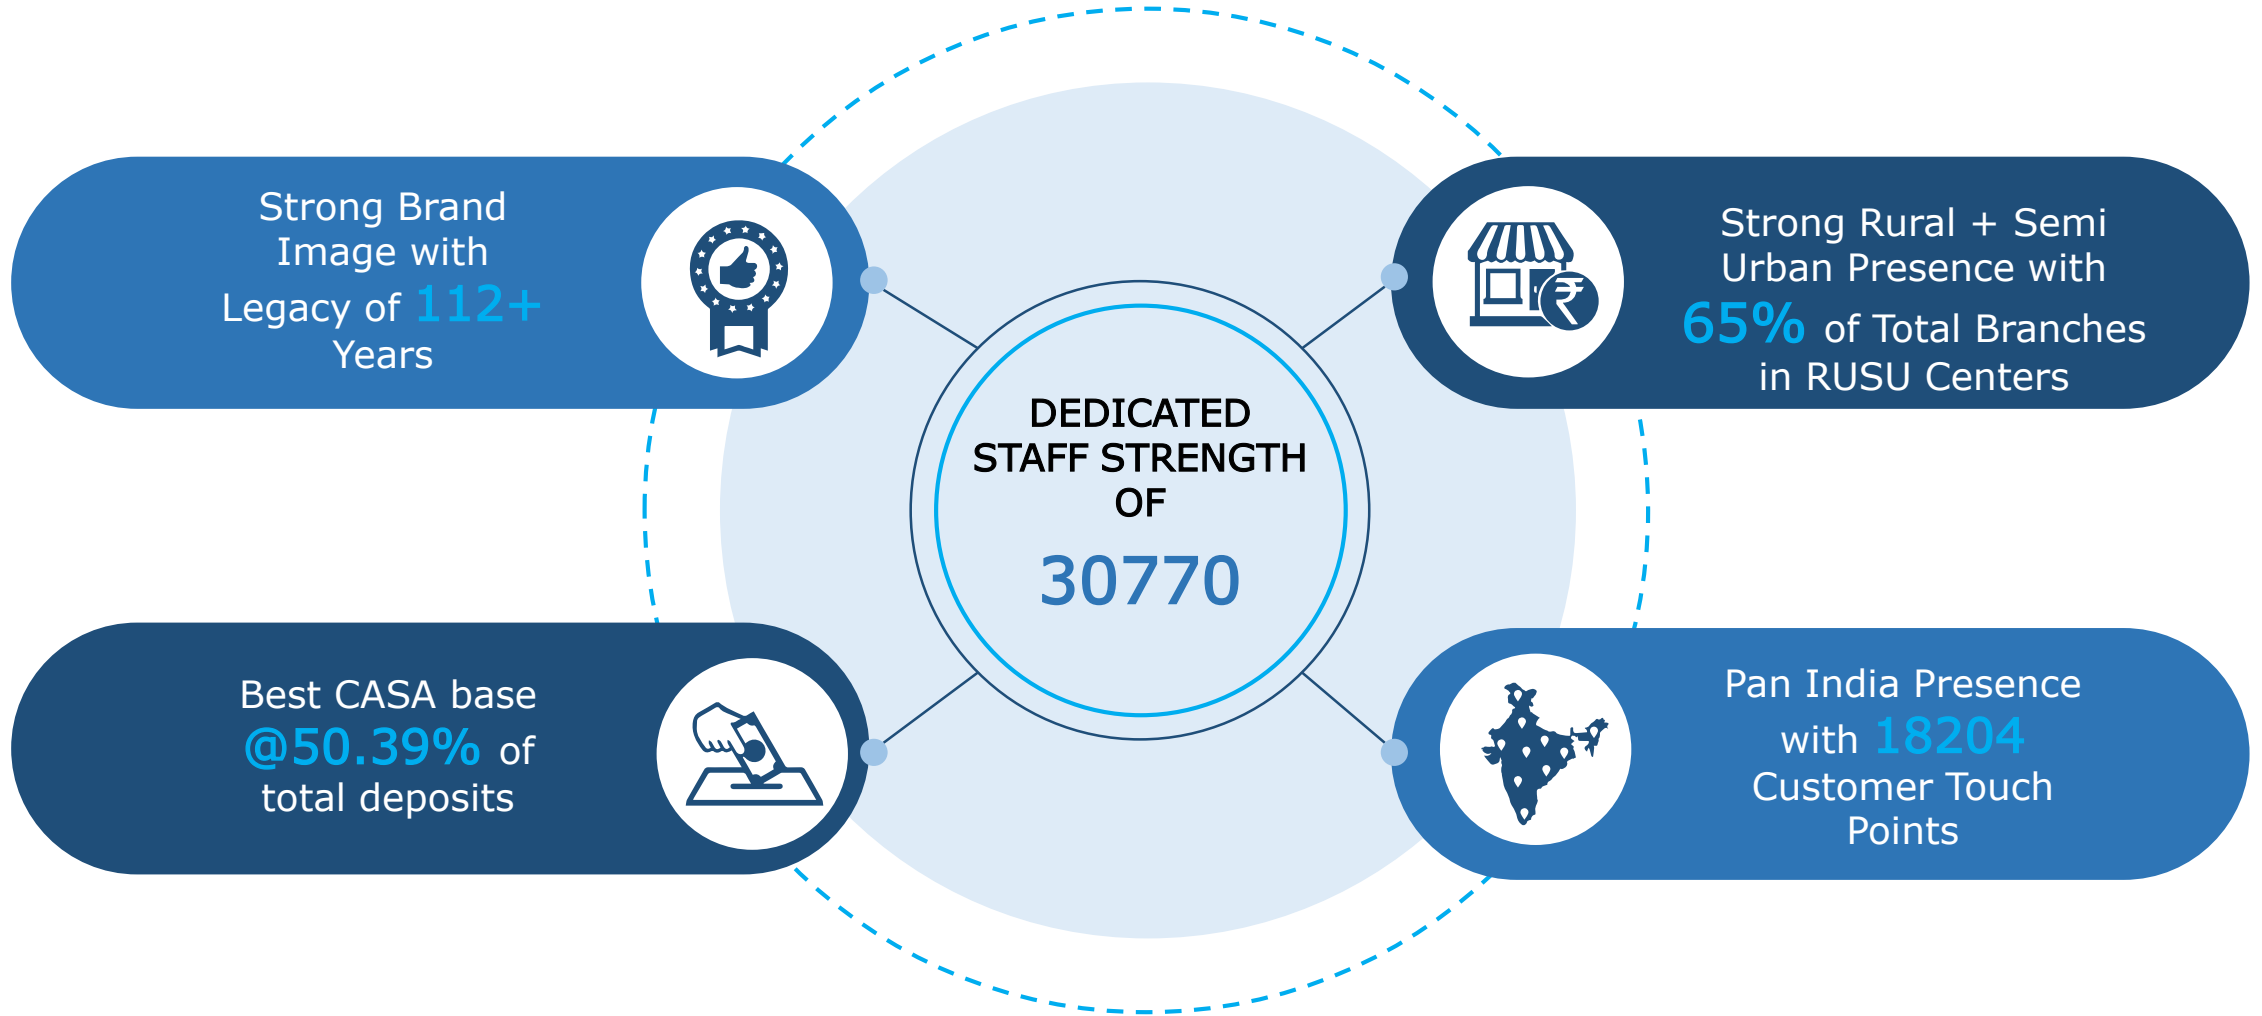 Strong Brand
Image with
Legacy of 112+
Years
Strong Rural + Semi
Urban Presence with
65% of Total Branches
in RUSU Centers
DEDICATED
STAFF STRENGTH
OF
30770
Best CASA base
@50.39% of
total deposits
Pan India Presence
with 18204
Customer Touch
Points